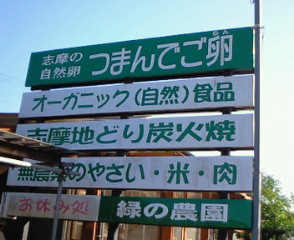 志摩の自然卵 つまんでご卵
オーガニック(自然)食品
志摩地どり炭火焼
無農薬のやさい・米・肉
お休み処 緑の農園